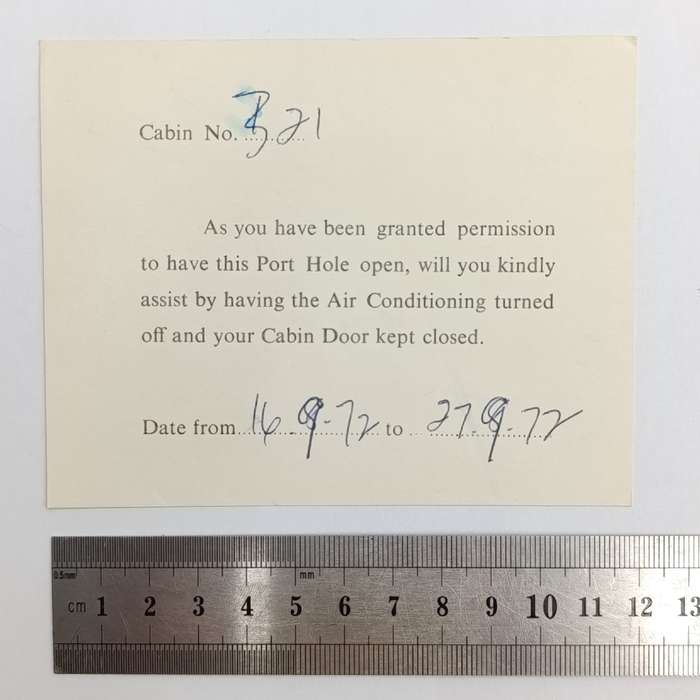 Cabin No. B 21
As you have been granted permission
to have this Port Hole open, will you kindly
assist by having the Air Conditioning turned
off and your Cabin Door kept closed.
Date from 16.9.72 to 27.9.72
0.5mm mm
cm 1 2 3 4 5 6 7 8 9 10 11 12 13